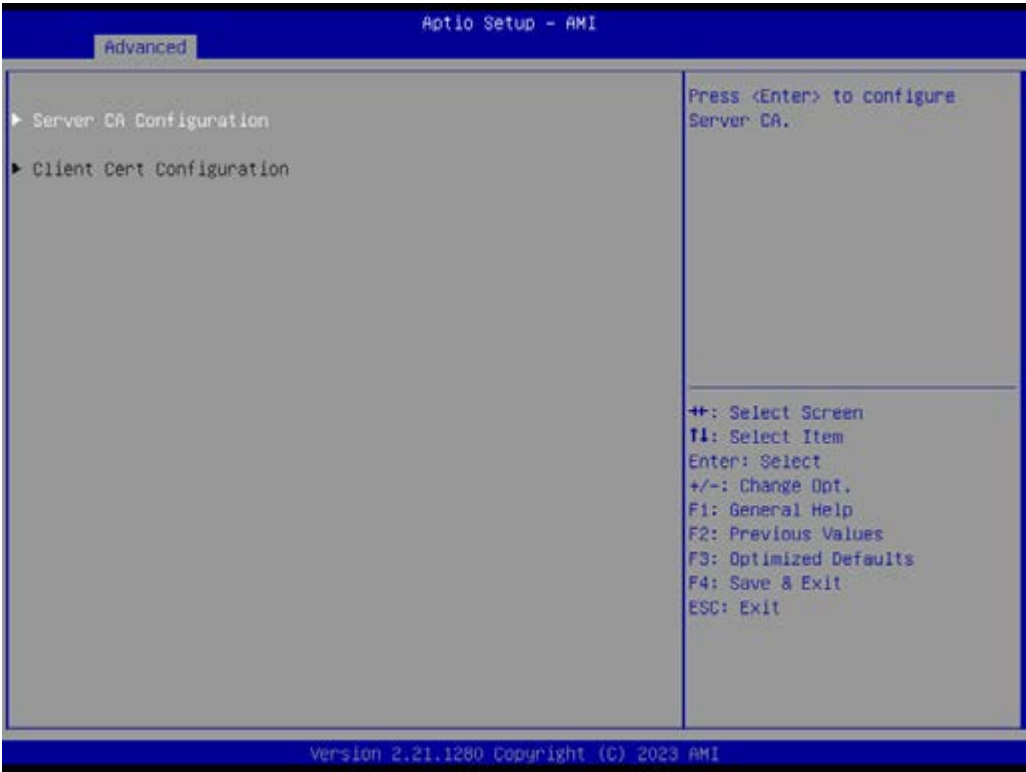 Aptio Setup - AMI
Advanced
▶ Server CA Configuration
▶ Client Cert Configuration
Press <Enter> to configure
Server CA.
→←: Select Screen
↑↓: Select Item
Enter: Select
+/-: Change Opt.
F1: General Help
F2: Previous Values
F3: Optimized Defaults
F4: Save & Exit
ESC: Exit
Version 2.21.1280 Copyright (C) 2023 AMI